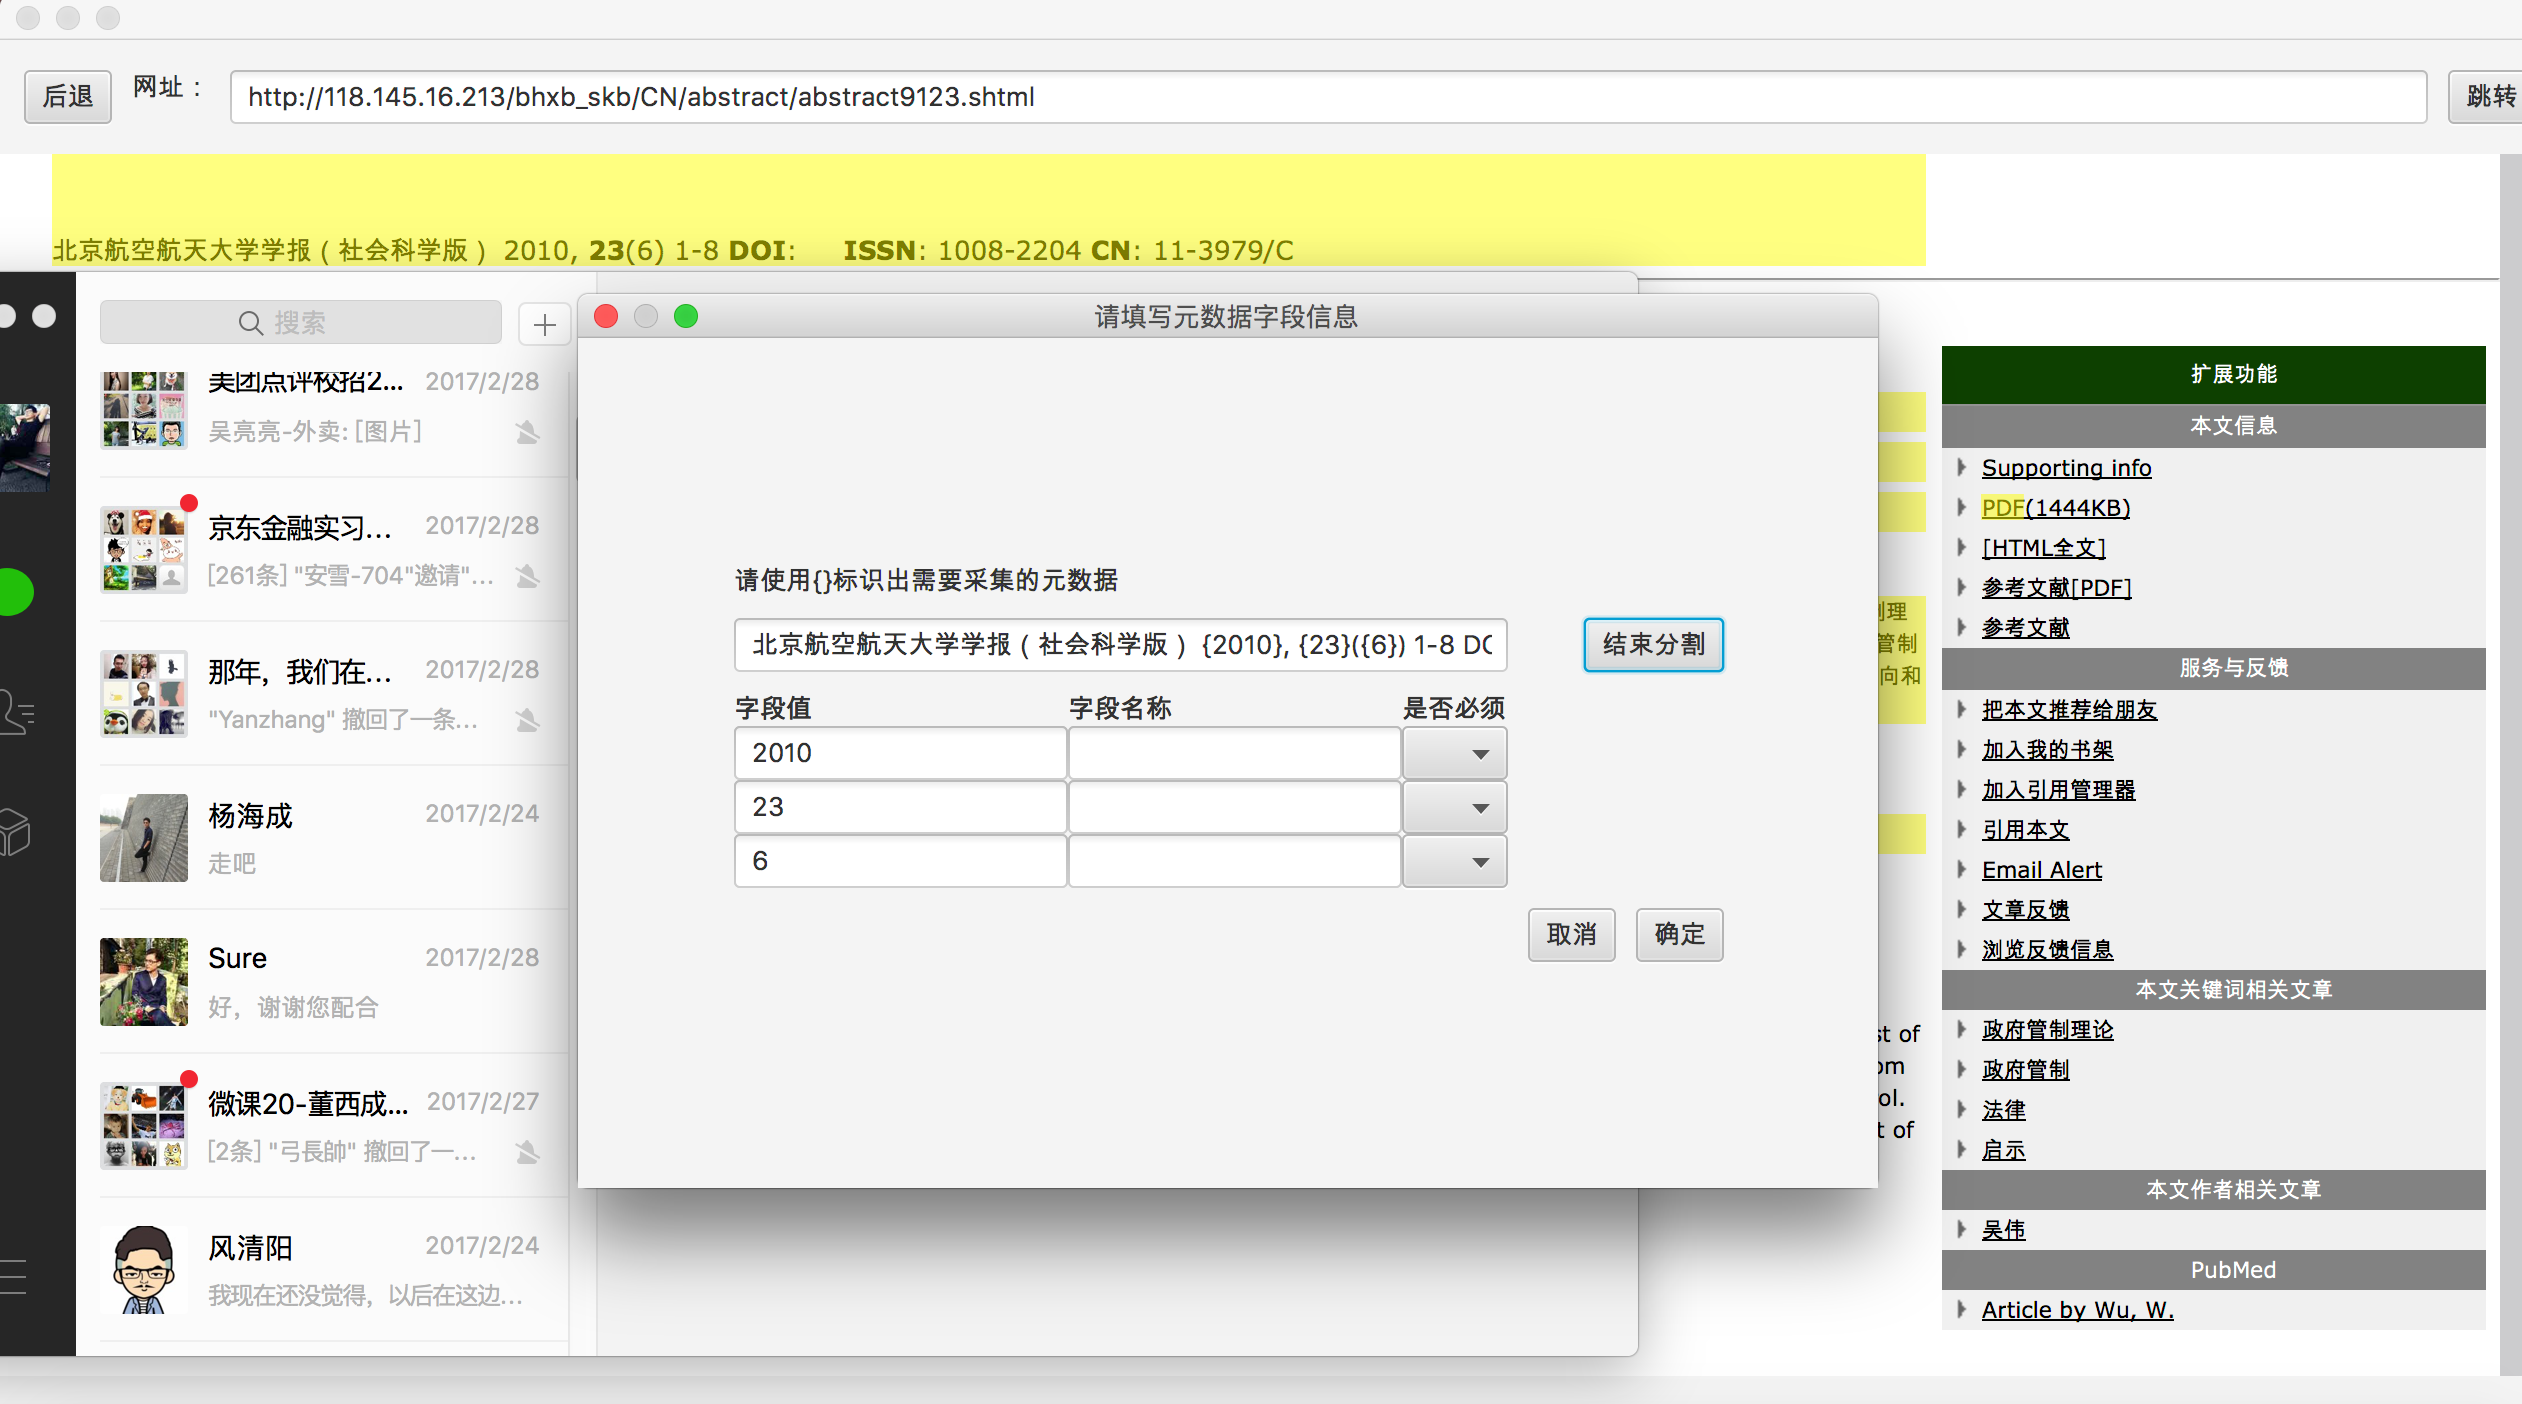 后退
网址：
http://118.145.16.213/bhxb_skb/CN/abstract/abstract9123.shtml
跳转
北京航空航天大学学报（社会科学版） 2010, 23(6) 1-8 DOI: ISSN: 1008-2204 CN: 11-3979/C
搜索
美团点评校招2... 2017/2/28
吴亮亮-外卖: [图片]
京东金融实习... 2017/2/28
[261条] "安雪-704"邀请"...
那年，我们在... 2017/2/28
"Yanzhang" 撤回了一条...
杨海成 2017/2/24
走吧
Sure 2017/2/28
好，谢谢您配合
微课20-董西成... 2017/2/27
[2条] "弓長帥" 撤回了一...
风清阳 2017/2/24
我现在还没觉得，以后在这边...
请填写元数据字段信息
请使用{}标识出需要采集的元数据
北京航空航天大学学报（社会科学版） {2010}, {23}({6}) 1-8 DO
结束分割
字段值 字段名称 是否必须
2010
23
6
取消 确定
理
管制
向和
st of
om
ol.
t of
扩展功能
本文信息
Supporting info
PDF(1444KB)
[HTML全文]
参考文献[PDF]
参考文献
服务与反馈
把本文推荐给朋友
加入我的书架
加入引用管理器
引用本文
Email Alert
文章反馈
浏览反馈信息
本文关键词相关文章
政府管制理论
政府管制
法律
启示
本文作者相关文章
吴伟
PubMed
Article by Wu, W.